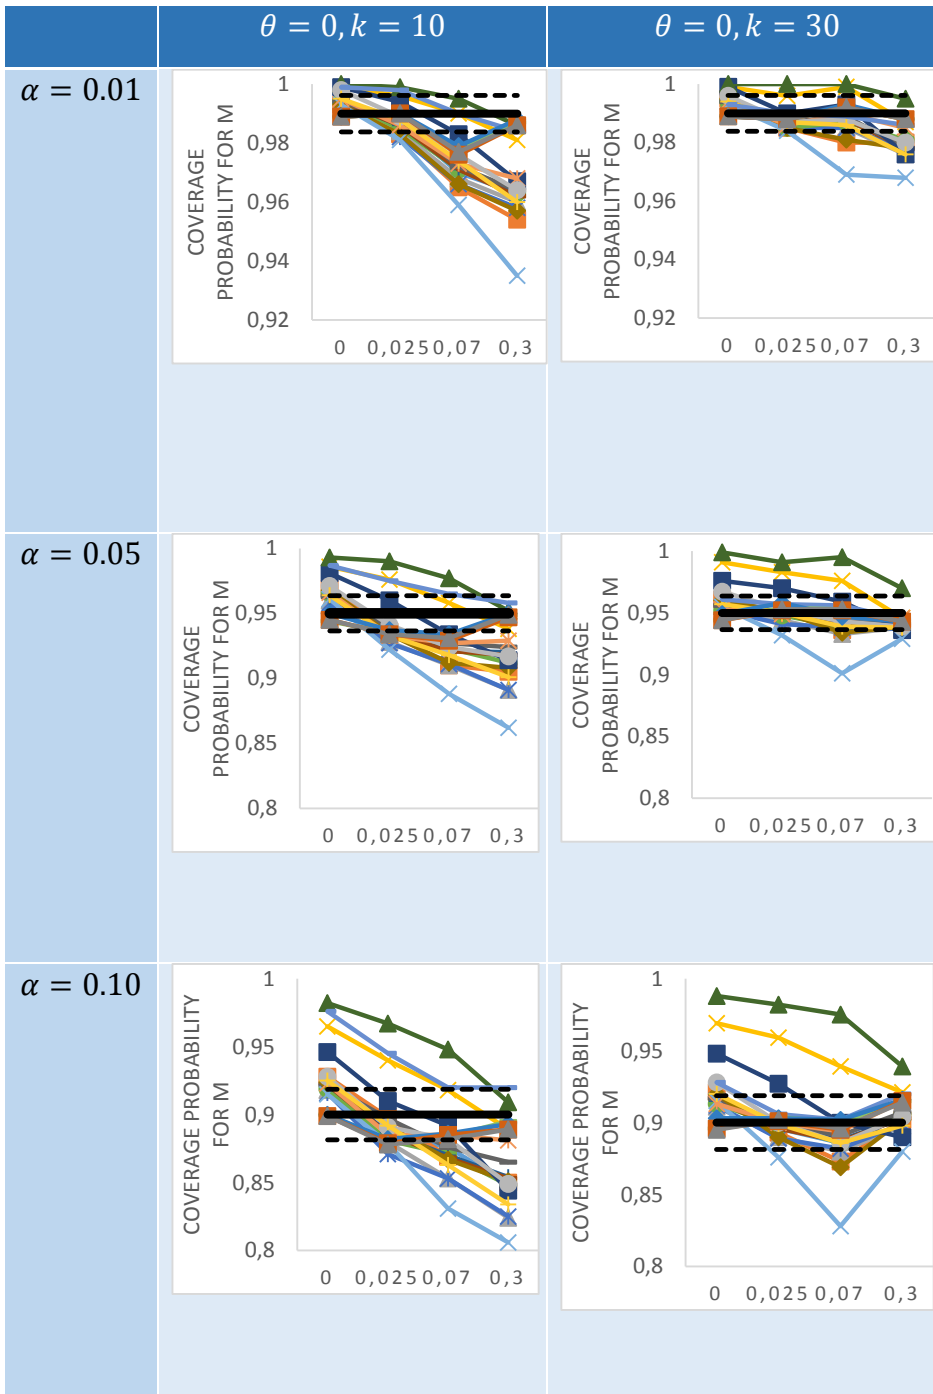 θ = 0, k = 10
θ = 0, k = 30
α = 0.01
COVERAGE
PROBABILITY FOR M
1
0,98
0,96
0,94
0,92
0 0,025 0,07 0,3
COVERAGE
PROBABILITY FOR M
1
0,98
0,96
0,94
0,92
0 0,025 0,07 0,3
α = 0.05
COVERAGE
PROBABILITY FOR M
1
0,95
0,9
0,85
0,8
0 0,025 0,07 0,3
COVERAGE
PROBABILITY FOR M
1
0,95
0,9
0,85
0,8
0 0,025 0,07 0,3
α = 0.10
COVERAGE PROBABILITY
FOR M
1
0,95
0,9
0,85
0,8
0 0,025 0,07 0,3
COVERAGE PROBABILITY
FOR M
1
0,95
0,9
0,85
0,8
0 0,025 0,07 0,3